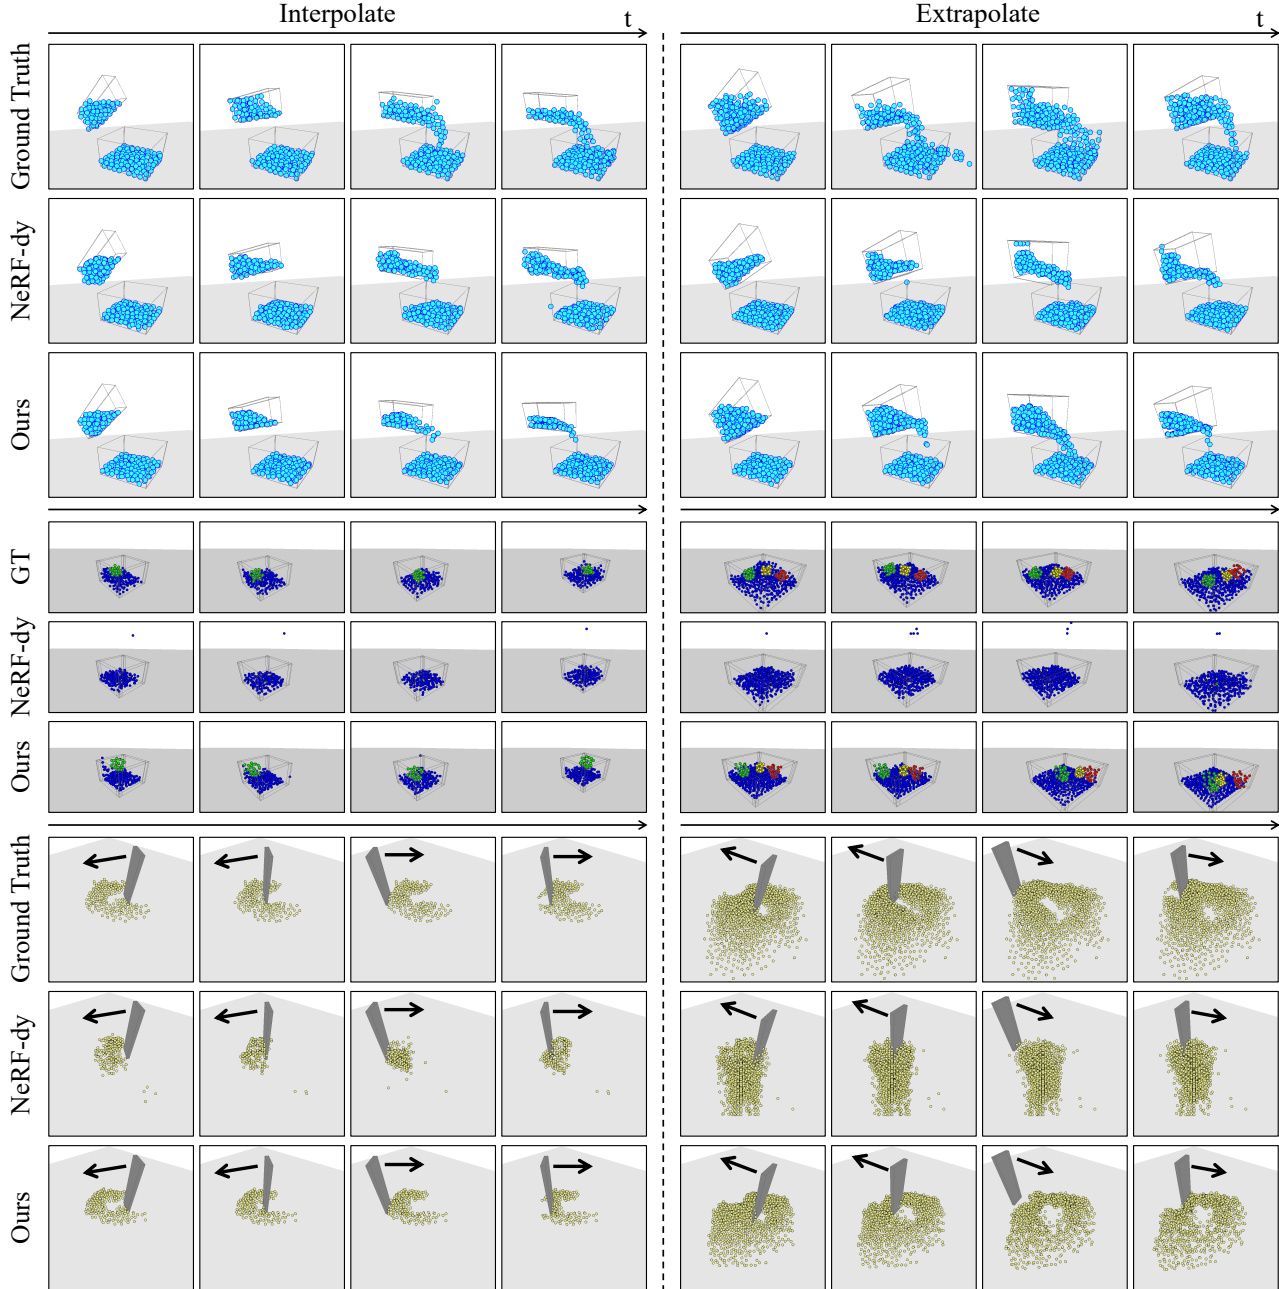 Interpolate
t
Extrapolate
t
Ground Truth
NeRF-dy
Ours
GT
NeRF-dy
Ours
Ground Truth
NeRF-dy
Ours